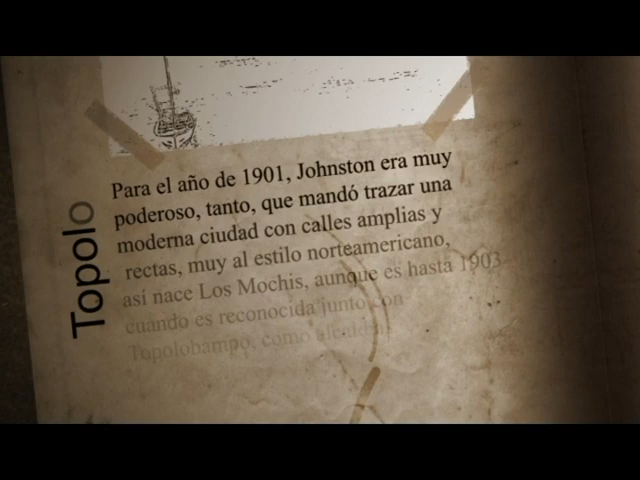 Para el año de 1901, Johnston era muy
poderoso, tanto, que mandó trazar una
moderna ciudad con calles amplias y
rectas, muy al estilo norteamericano,
así nace Los Mochis, aunque es hasta 1903
cuando es reconocida junto con
Topolobampo, como alcaldías
Topolo